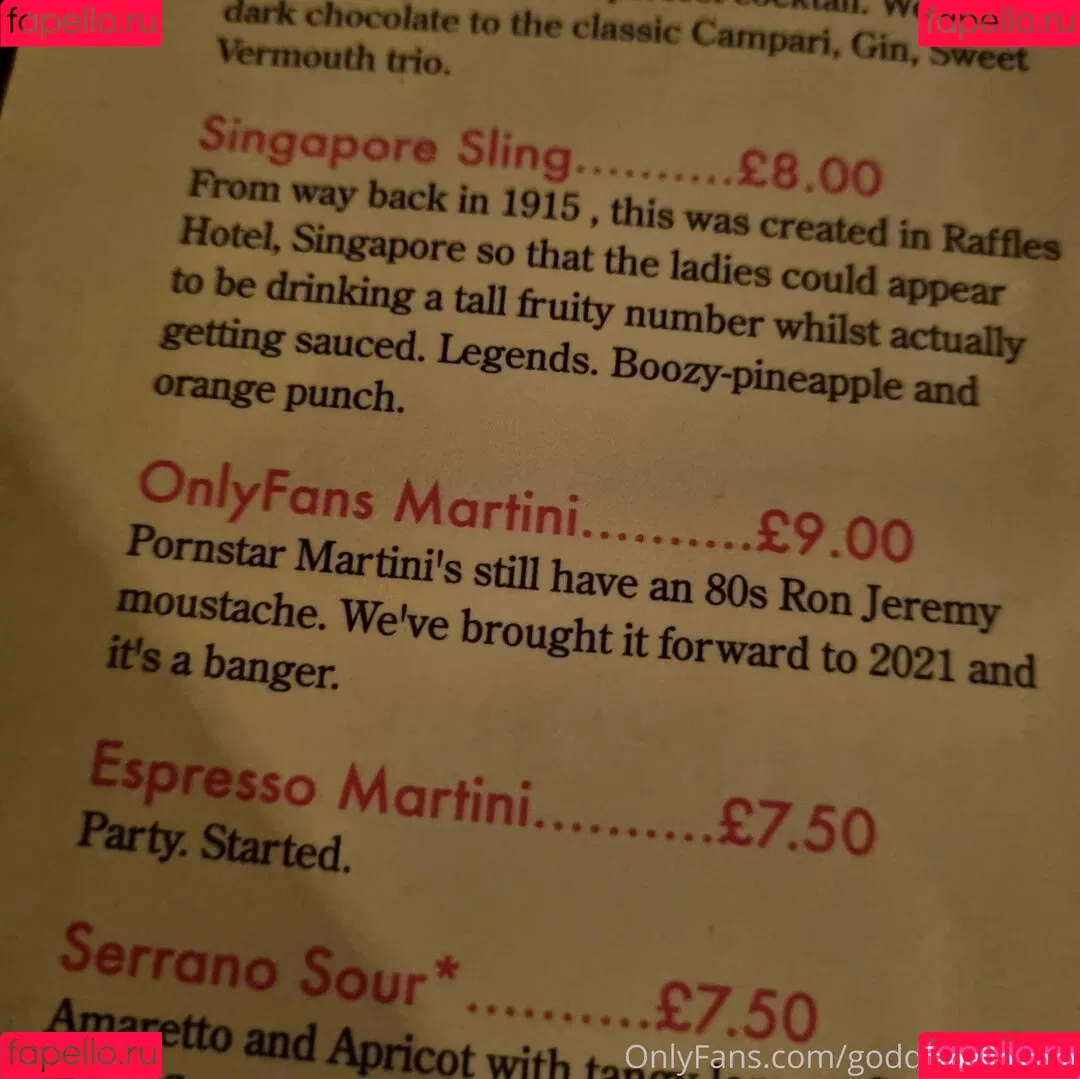 fapello.ru
fapello.ru
dark chocolate to the classic Campari, Gin, Sweet
Vermouth trio.
Singapore Sling..........£8.00
From way back in 1915 , this was created in Raffles
Hotel, Singapore so that the ladies could appear
to be drinking a tall fruity number whilst actually
getting sauced. Legends. Boozy-pineapple and
orange punch.
OnlyFans Martini..........£9.00
Pornstar Martini's still have an 80s Ron Jeremy
moustache. We've brought it forward to 2021 and
it's a banger.
Espresso Martini..........£7.50
Party. Started.
Serrano Sour*..........£7.50
Amaretto and Apricot with
fapello.ru
OnlyFans.com/godd
fapello.ru